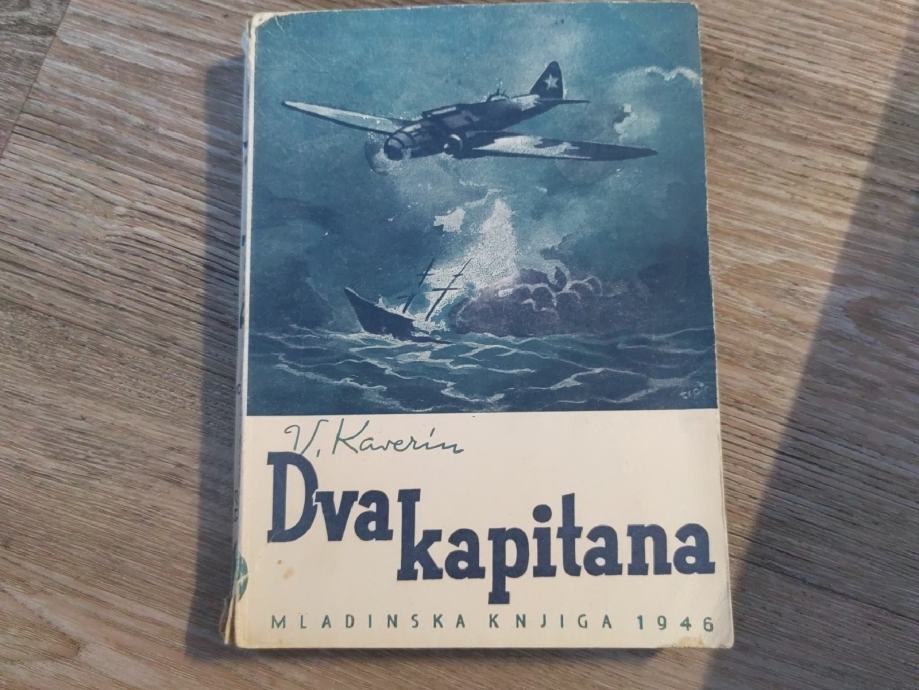 V. Kaverin
Dva kapitana
MLADINSKA KNJIGA 1946